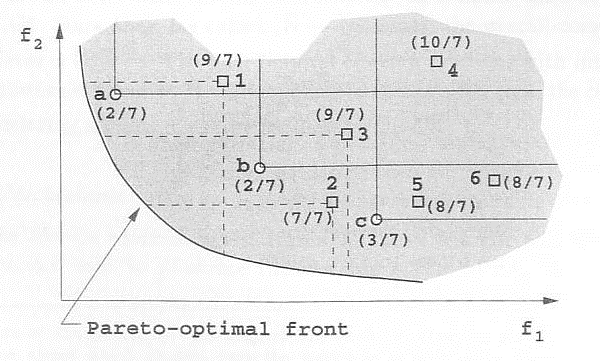 f2
(10/7)
4
(9/7)
1
a
(2/7)
(9/7)
3
b
(2/7)
2
(7/7)
5
(8/7)
6
(8/7)
c
(3/7)
Pareto-optimal front
f1